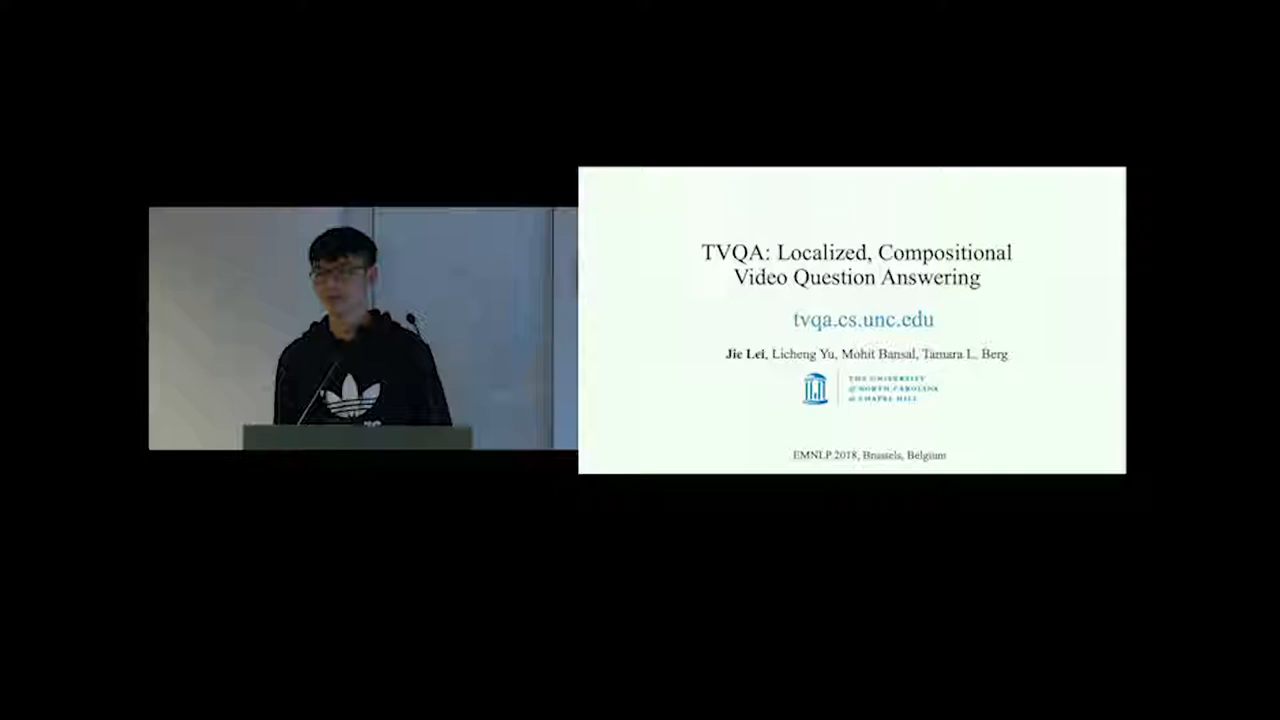 TVQA: Localized, Compositional
Video Question Answering
tvqa.cs.unc.edu
Jie Lei, Licheng Yu, Mohit Bansal, Tamara L. Berg
THE UNIVERSITY
of NORTH CAROLINA
at CHAPEL HILL
EMNLP 2018, Brussels, Belgium